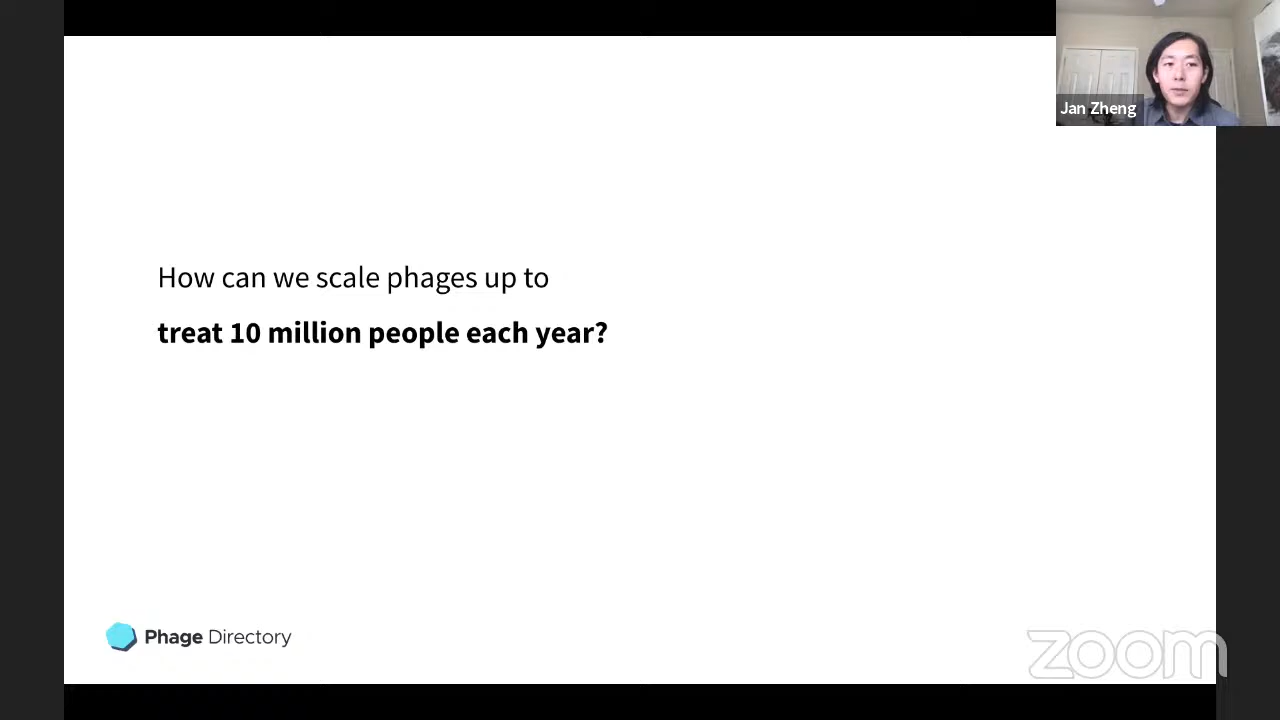 Jan Zheng
How can we scale phages up to
treat 10 million people each year?
Phage Directory
zoom